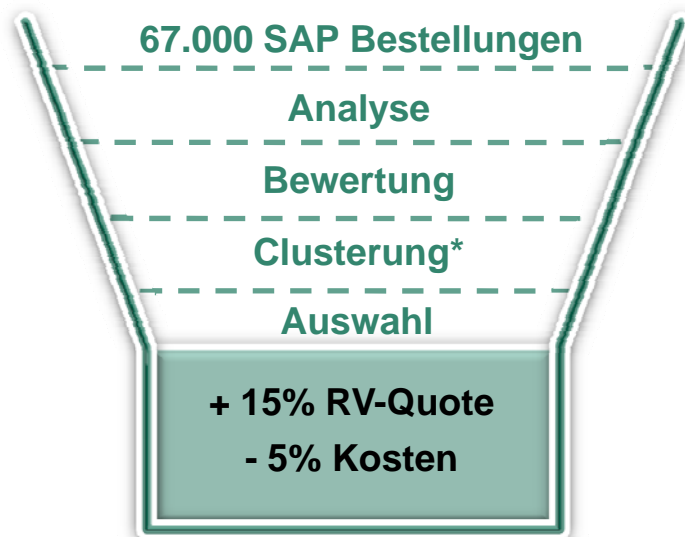 67.000 SAP Bestellungen
Analyse
Bewertung
Clusterung*
Auswahl
+ 15% RV-Quote
- 5% Kosten